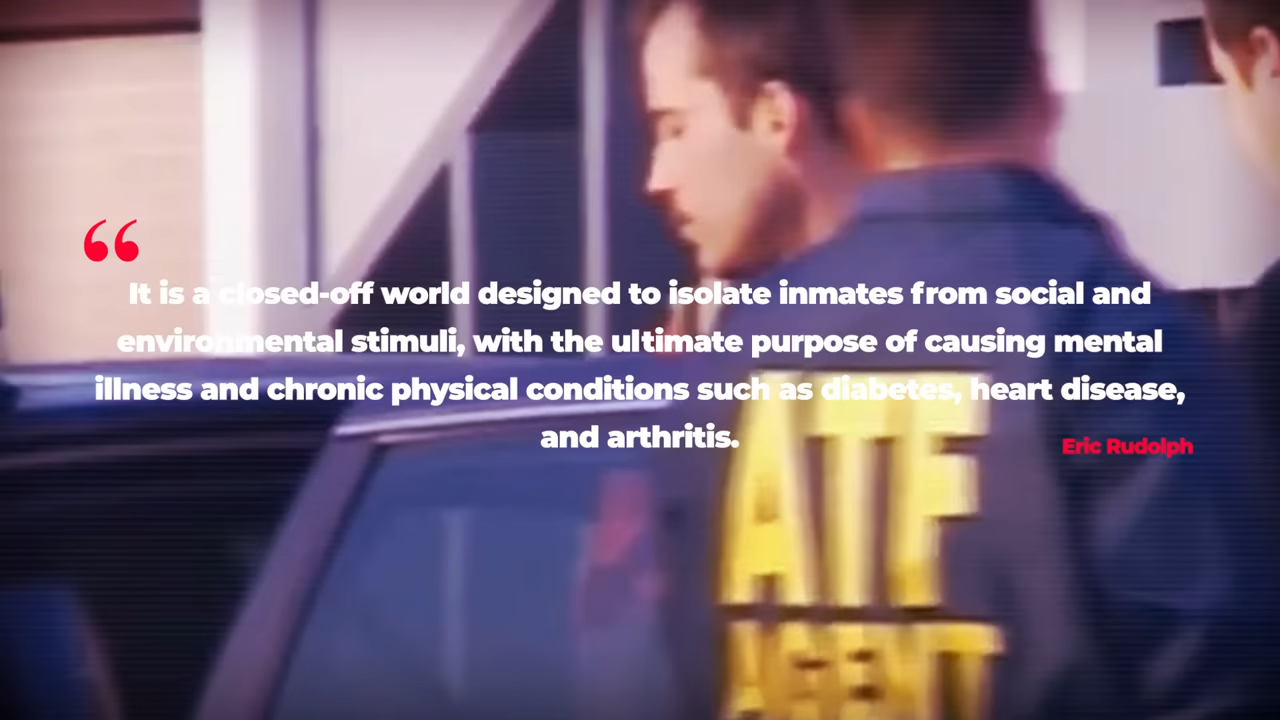 “
It is a closed-off world designed to isolate inmates from social and
environmental stimuli, with the ultimate purpose of causing mental
illness and chronic physical conditions such as diabetes, heart disease,
and arthritis.
Eric Rudolph
ATF
AGENT